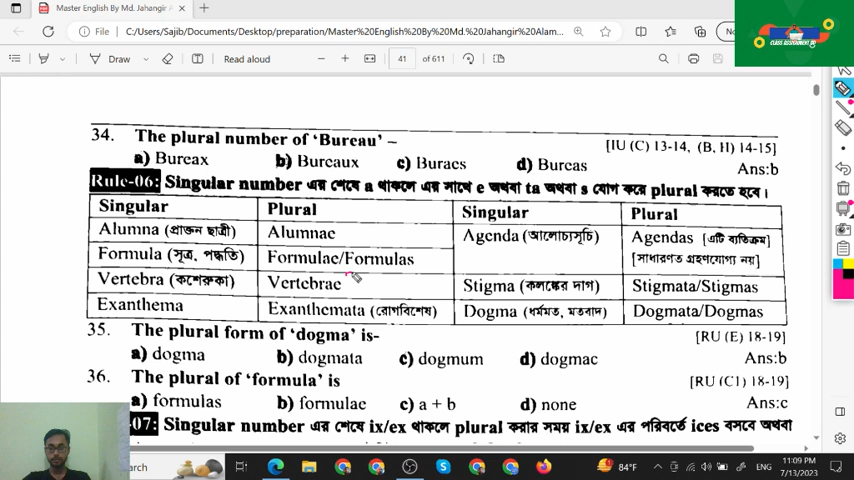 Master English By Md. Jahangir A
File
C:/Users/Sajib/Documents/Desktop/preparation/Master%20English%20By%20Md.%20Jahangir%20Alam...
CLASS ASSIGNMENT BD
Draw
Read aloud
41 of 611
34. The plural number of ‘Bureau’ –
[IU (C) 13-14, (B, H) 14-15]
a) Bureax b) Bureaux c) Bureaes d) Bureas Ans:b
Rule-06: Singular number এর শেষে a থাকলে এর সাথে e অথবা ta অথবা s যোগ করে plural করতে হবে।
Singular Plural Singular Plural
Alumna (প্রাক্তন ছাত্রী) Alumnae Agenda (আলোচ্যসূচি) Agendas [এটি ব্যতিক্রম]
Formula (সূত্র, পদ্ধতি) Formulae/Formulas [সাধারণত গ্রহণযোগ্য নয়]
Vertebra (কশেরুকা) Vertebrae Stigma (কলঙ্কের দাগ) Stigmata/Stigmas
Exanthema Exanthemata (রোগবিশেষ) Dogma (ধর্মমত, মতবাদ) Dogmata/Dogmas
35. The plural form of ‘dogma’ is-
[RU (E) 18-19]
a) dogma b) dogmata c) dogmum d) dogmae Ans:b
36. The plural of ‘formula’ is
[RU (C1) 18-19]
a) formulas b) formulae c) a + b d) none Ans:c
07: Singular number এর শেষে ix/ex থাকলে plural করার সময় ix/ex এর পরিবর্তে ices বসবে অথবা
arch
84°F
ENG
11:09 PM
7/13/2023